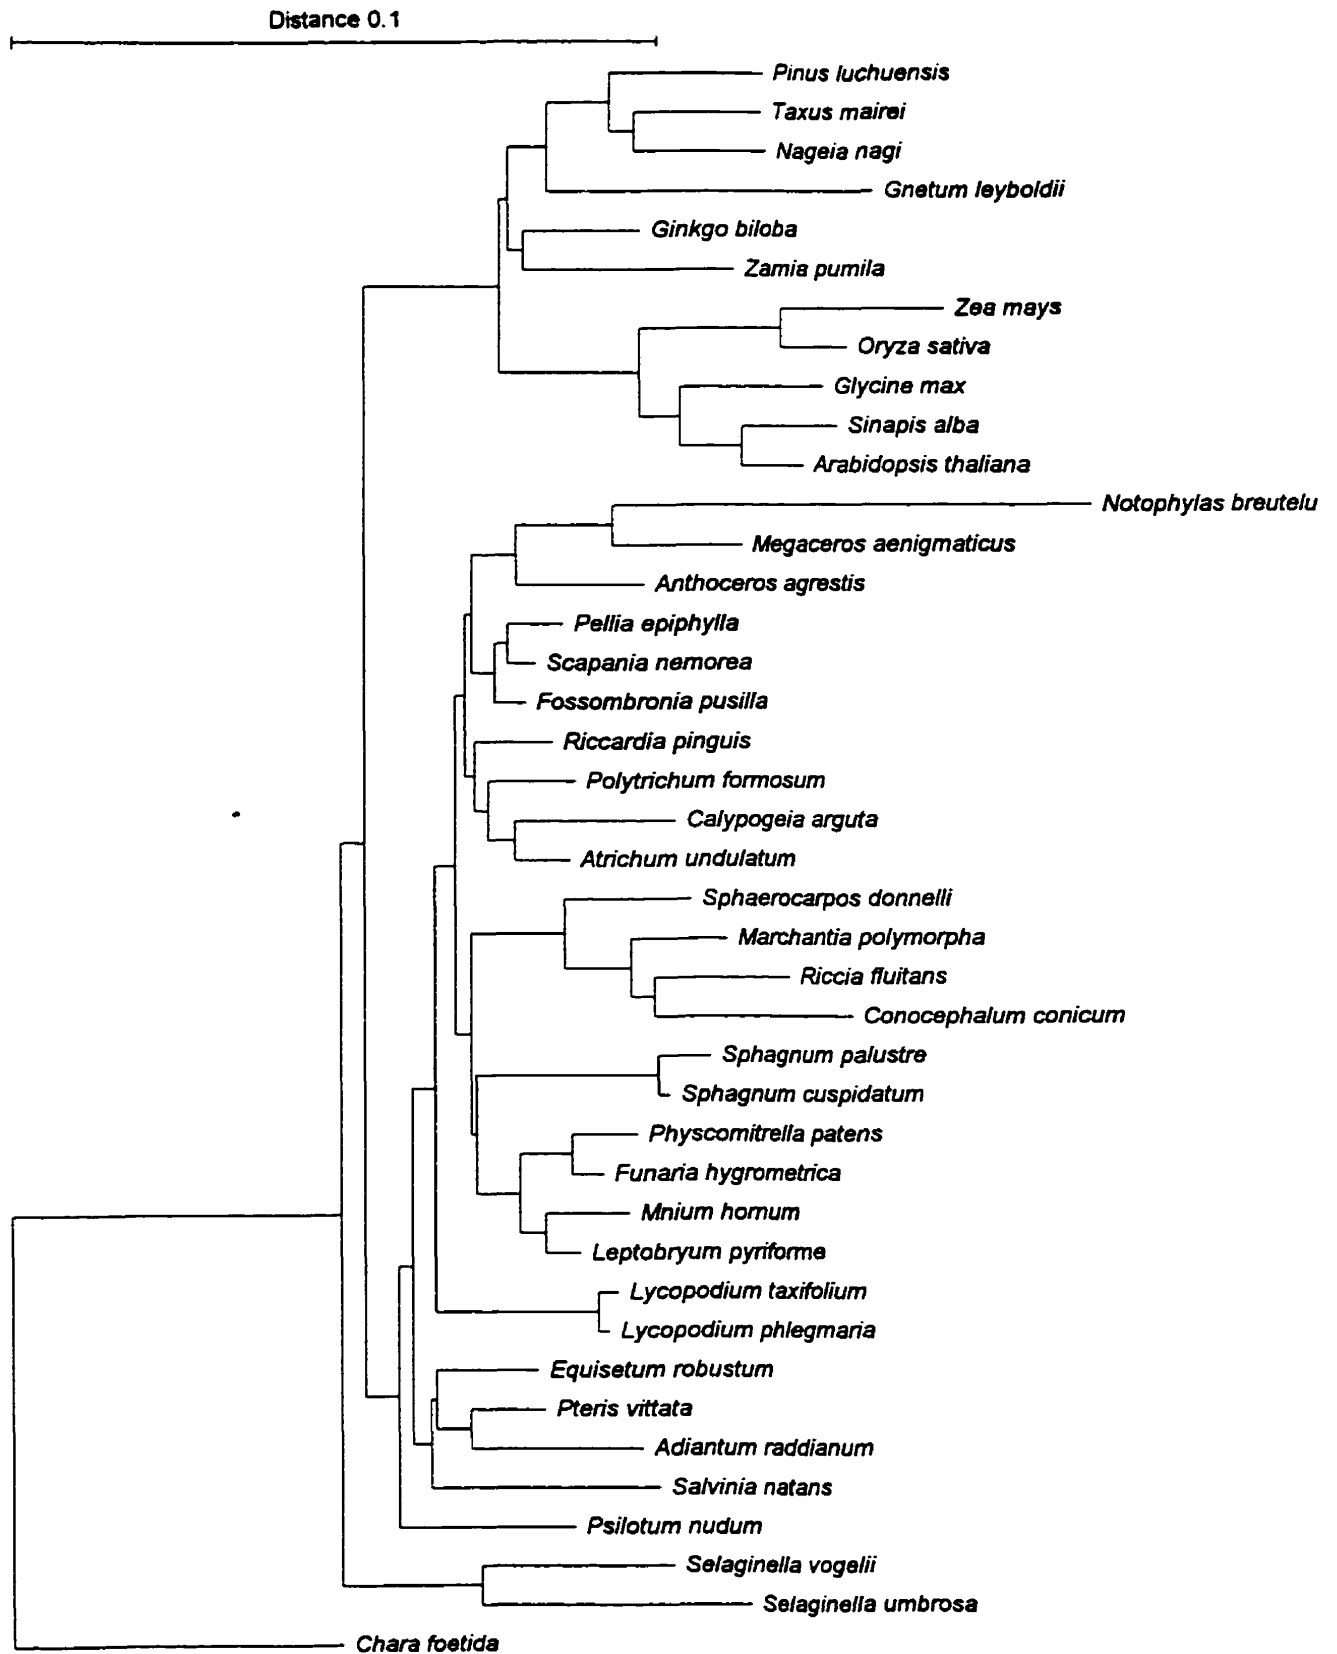 Distance 0.1
Pinus luchuensis
Taxus mairei
Nageia nagi
Gnetum leyboldii
Ginkgo biloba
Zamia pumila
Zea mays
Oryza sativa
Glycine max
Sinapis alba
Arabidopsis thaliana
Notophylas breutelu
Megaceros aenigmaticus
Anthoceros agrestis
Pellia epiphylla
Scapania nemorea
Fossombronia pusilla
Riccardia pinguis
Polytrichum formosum
Calypogeia arguta
Atrichum undulatum
Sphaerocarpos donnelli
Marchantia polymorpha
Riccia fluitans
Conocephalum conicum
Sphagnum palustre
Sphagnum cuspidatum
Physcomitrella patens
Funaria hygrometrica
Mnium hornum
Leptobryum pyriforme
Lycopodium taxifolium
Lycopodium phlegmaria
Equisetum robustum
Pteris vittata
Adiantum raddianum
Salvinia natans
Psilotum nudum
Selaginella vogelii
Selaginella umbrosa
Chara foetida